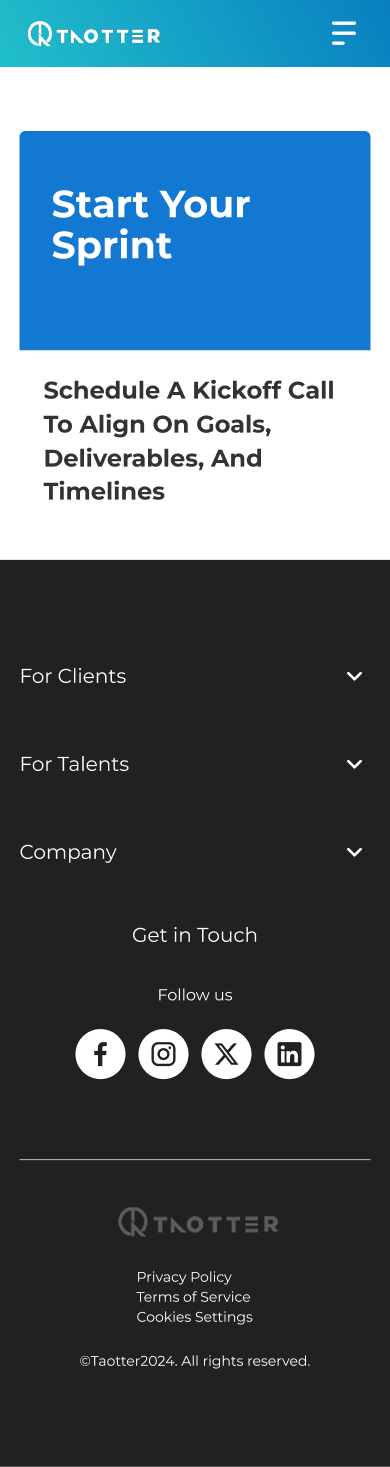 TAOTTER
Start Your
Sprint
Schedule A Kickoff Call
To Align On Goals,
Deliverables, And
Timelines
For Clients
For Talents
Company
Get in Touch
Follow us
TAOTTER
Privacy Policy
Terms of Service
Cookies Settings
©Taotter2024. All rights reserved.